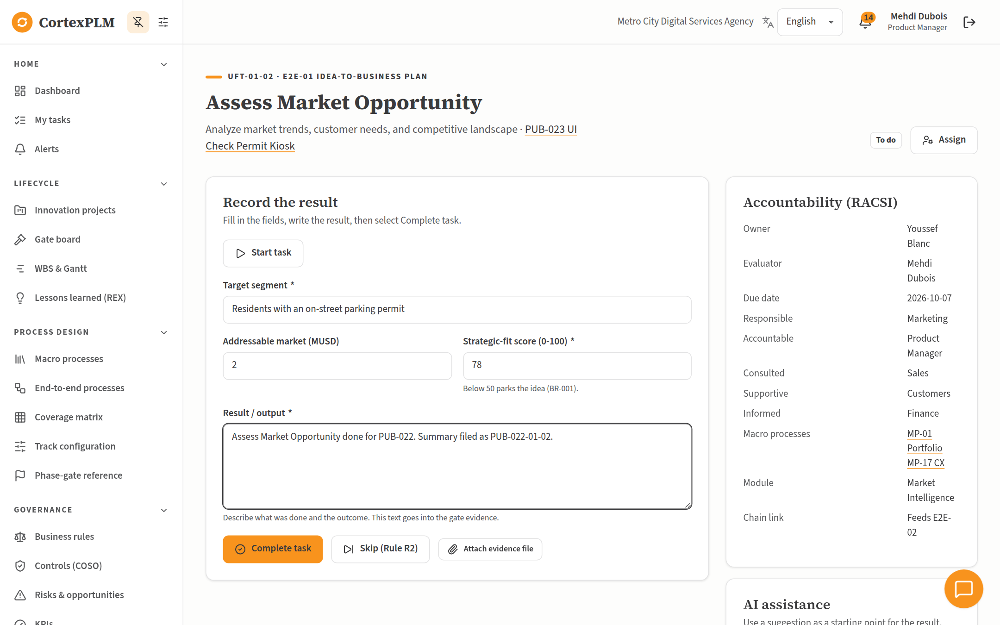 CortexPLM
Metro City Digital Services Agency
English
14
Mehdi Dubois
Product Manager
HOME
Dashboard
My tasks
Alerts
LIFECYCLE
Innovation projects
Gate board
WBS & Gantt
Lessons learned (REX)
PROCESS DESIGN
Macro processes
End-to-end processes
Coverage matrix
Track configuration
Phase-gate reference
GOVERNANCE
Business rules
Controls (COSO)
Risks & opportunities
KPIs
UFT-01-02 · E2E-01 IDEA-TO-BUSINESS PLAN
Assess Market Opportunity
Analyze market trends, customer needs, and competitive landscape · PUB-023 UI
Check Permit Kiosk
To do
Assign
Record the result
Fill in the fields, write the result, then select Complete task.
Start task
Target segment *
Residents with an on-street parking permit
Addressable market (MUSD)
2
Strategic-fit score (0-100) *
78
Below 50 parks the idea (BR-001).
Result / output *
Assess Market Opportunity done for PUB-022. Summary filed as PUB-022-01-02.
Describe what was done and the outcome. This text goes into the gate evidence.
Complete task
Skip (Rule R2)
Attach evidence file
Accountability (RACSI)
Owner
Youssef
Blanc
Evaluator
Mehdi
Dubois
Due date
2026-10-07
Responsible
Marketing
Accountable
Product
Manager
Consulted
Sales
Supportive
Customers
Informed
Finance
Macro processes
MP-01
Portfolio
MP-17 CX
Module
Market
Intelligence
Chain link
Feeds E2E-
02
AI assistance
Use a suggestion as a starting point for the result.